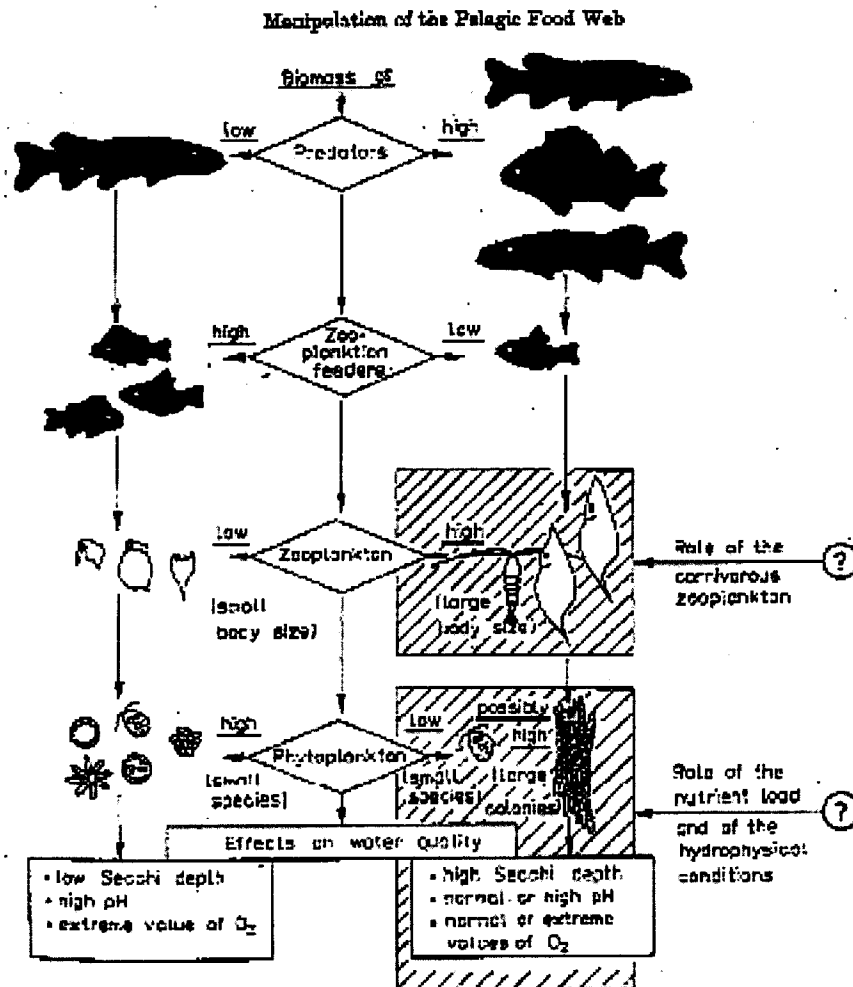 Manipulation of the Pelagic Food Web
Biomass of
low
Predators
high
high
Zoo-
planktion
feeders
low
low
Zooplankton
high
[small
body size]
[large
body size]
Role of the
carnivorous
zooplankton
?
high
Phytoplankton
low
possibly
high
[small
species]
[small
species]
[large
colonies]
Role of the
nutrient load
and of the
hydrophysical
conditions
?
Effects on water quality
• low Secchi depth
• high pH
• extreme value of O₂
• high Secchi depth
• normal or high pH
• normal or extreme
values of O₂